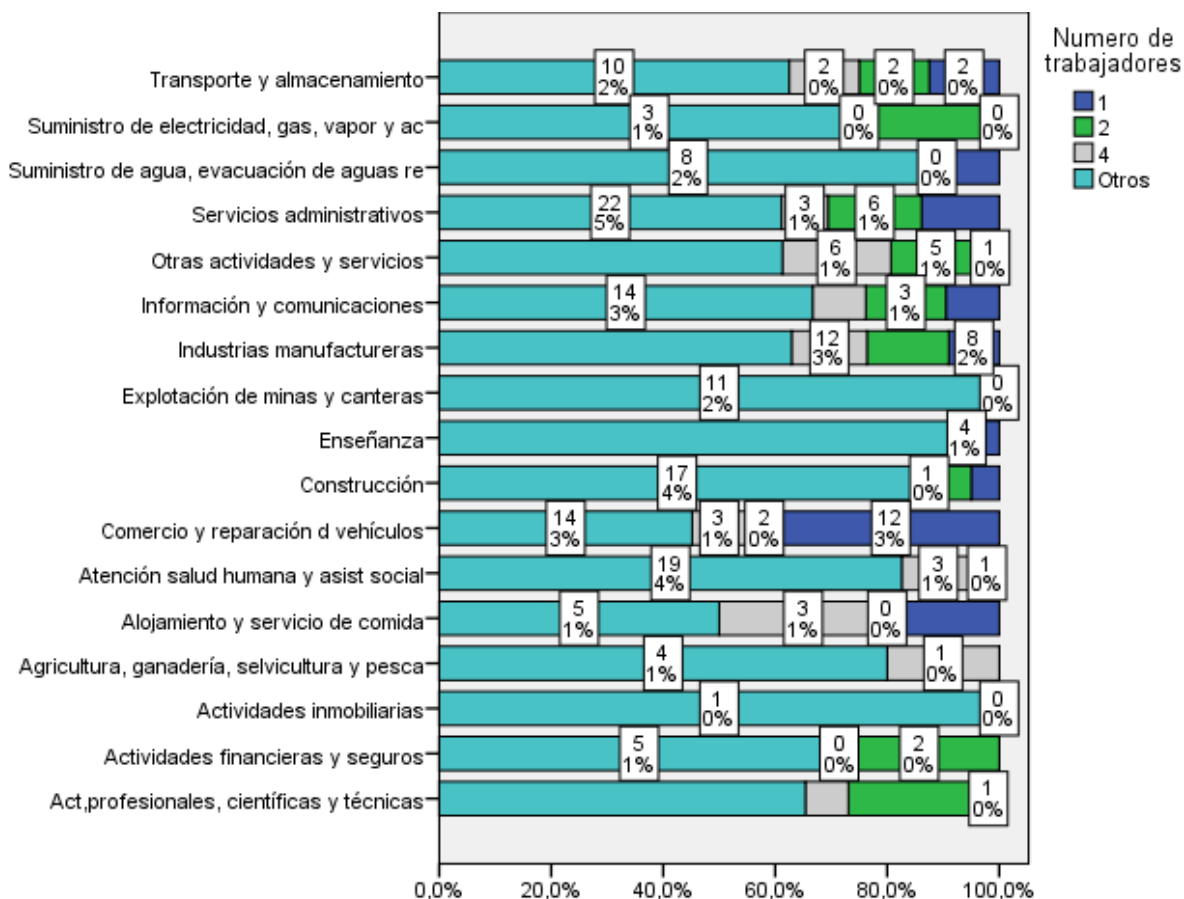 Numero de
trabajadores
1
2
4
Otros
Transporte y almacenamiento
10 2 2 2
2% 0% 0% 0%
Suministro de electricidad, gas, vapor y ac
3 0 0
1% 0% 0%
Suministro de agua, evacuación de aguas re
8 0
2% 0%
Servicios administrativos
22 3 6
5% 1% 1%
Otras actividades y servicios
6 5 1
1% 1% 0%
Información y comunicaciones
14 3
3% 1%
Industrias manufactureras
12 8
3% 2%
Explotación de minas y canteras
11 0
2% 0%
Enseñanza
4
1%
Construcción
17 1
4% 0%
Comercio y reparación d vehículos
14 3 2 12
3% 1% 0% 3%
Atención salud humana y asist social
19 3 1
4% 1% 0%
Alojamiento y servicio de comida
5 3 0
1% 1% 0%
Agricultura, ganadería, selvicultura y pesca
4 1
1% 0%
Actividades inmobiliarias
1 0
0% 0%
Actividades financieras y seguros
5 0 2
1% 0% 0%
Act,profesionales, científicas y técnicas
1
0%
0,0% 20,0% 40,0% 60,0% 80,0% 100,0%